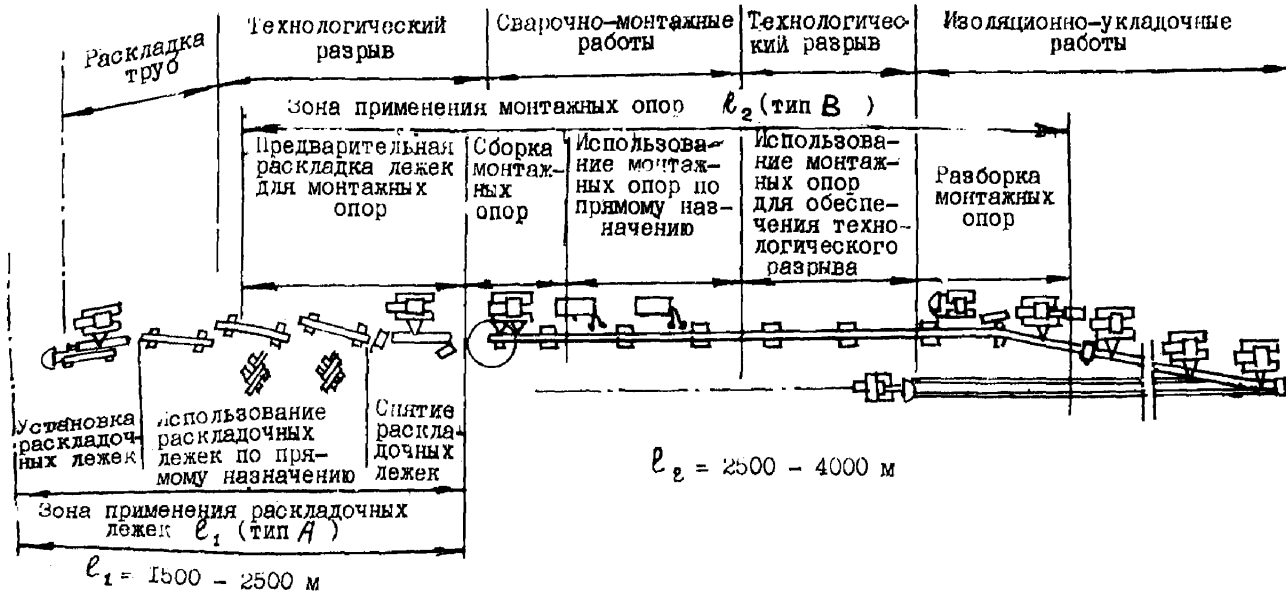 Раскладка
труб
Технологический
разрыв
Сварочно-монтажные
работы
Технологичес-
кий разрыв
Изоляционно-укладочные
работы
Зона применения монтажных опор ℓ₂ (тип В )
Предварительная
раскладка лежек
для монтажных
опор
Сборка
монтаж-
ных
опор
Использова-
ние монтаж-
ных опор по
прямому наз-
начению
Использова-
ние монтаж-
ных опор
для обеспе-
чения техно-
логического
разрыва
Разборка
монтажных
опор
Установка
раскладоч-
ных лежек
Использование
раскладочных
лежек по пря-
мому назначению
Снятие
раскла-
дочных
лежек
ℓ₂ = 2500 - 4000 м
Зона применения раскладочных
лежек ℓ₁ (тип А )
ℓ₁ = 1500 - 2500 м